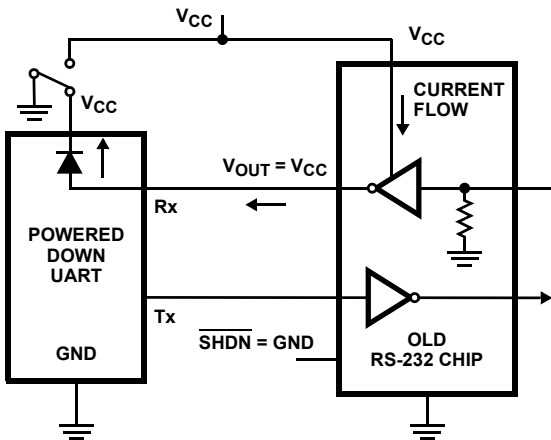 VCC
VCC
VCC
CURRENT
FLOW
VOUT = VCC
Rx
POWERED
DOWN
UART
Tx
GND
SHDN = GND
OLD
RS-232 CHIP